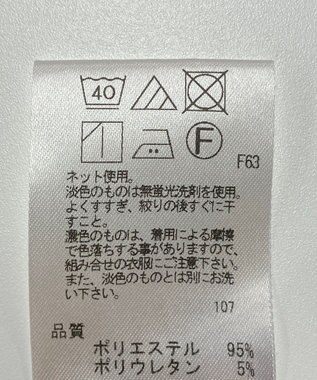 40
F
F63
ネット使用。
淡色のものは無蛍光洗剤を使用。
よくすすぎ、絞りの後すぐに干
すこと。
濃色のものは、着用による摩擦
で色落ちする事がありますので、
組み合せの衣服にご注意下さい。
また、淡色のものとは別にお洗
い下さい。
107
品質
ポリエステル 95%
ポリウレタン 5%